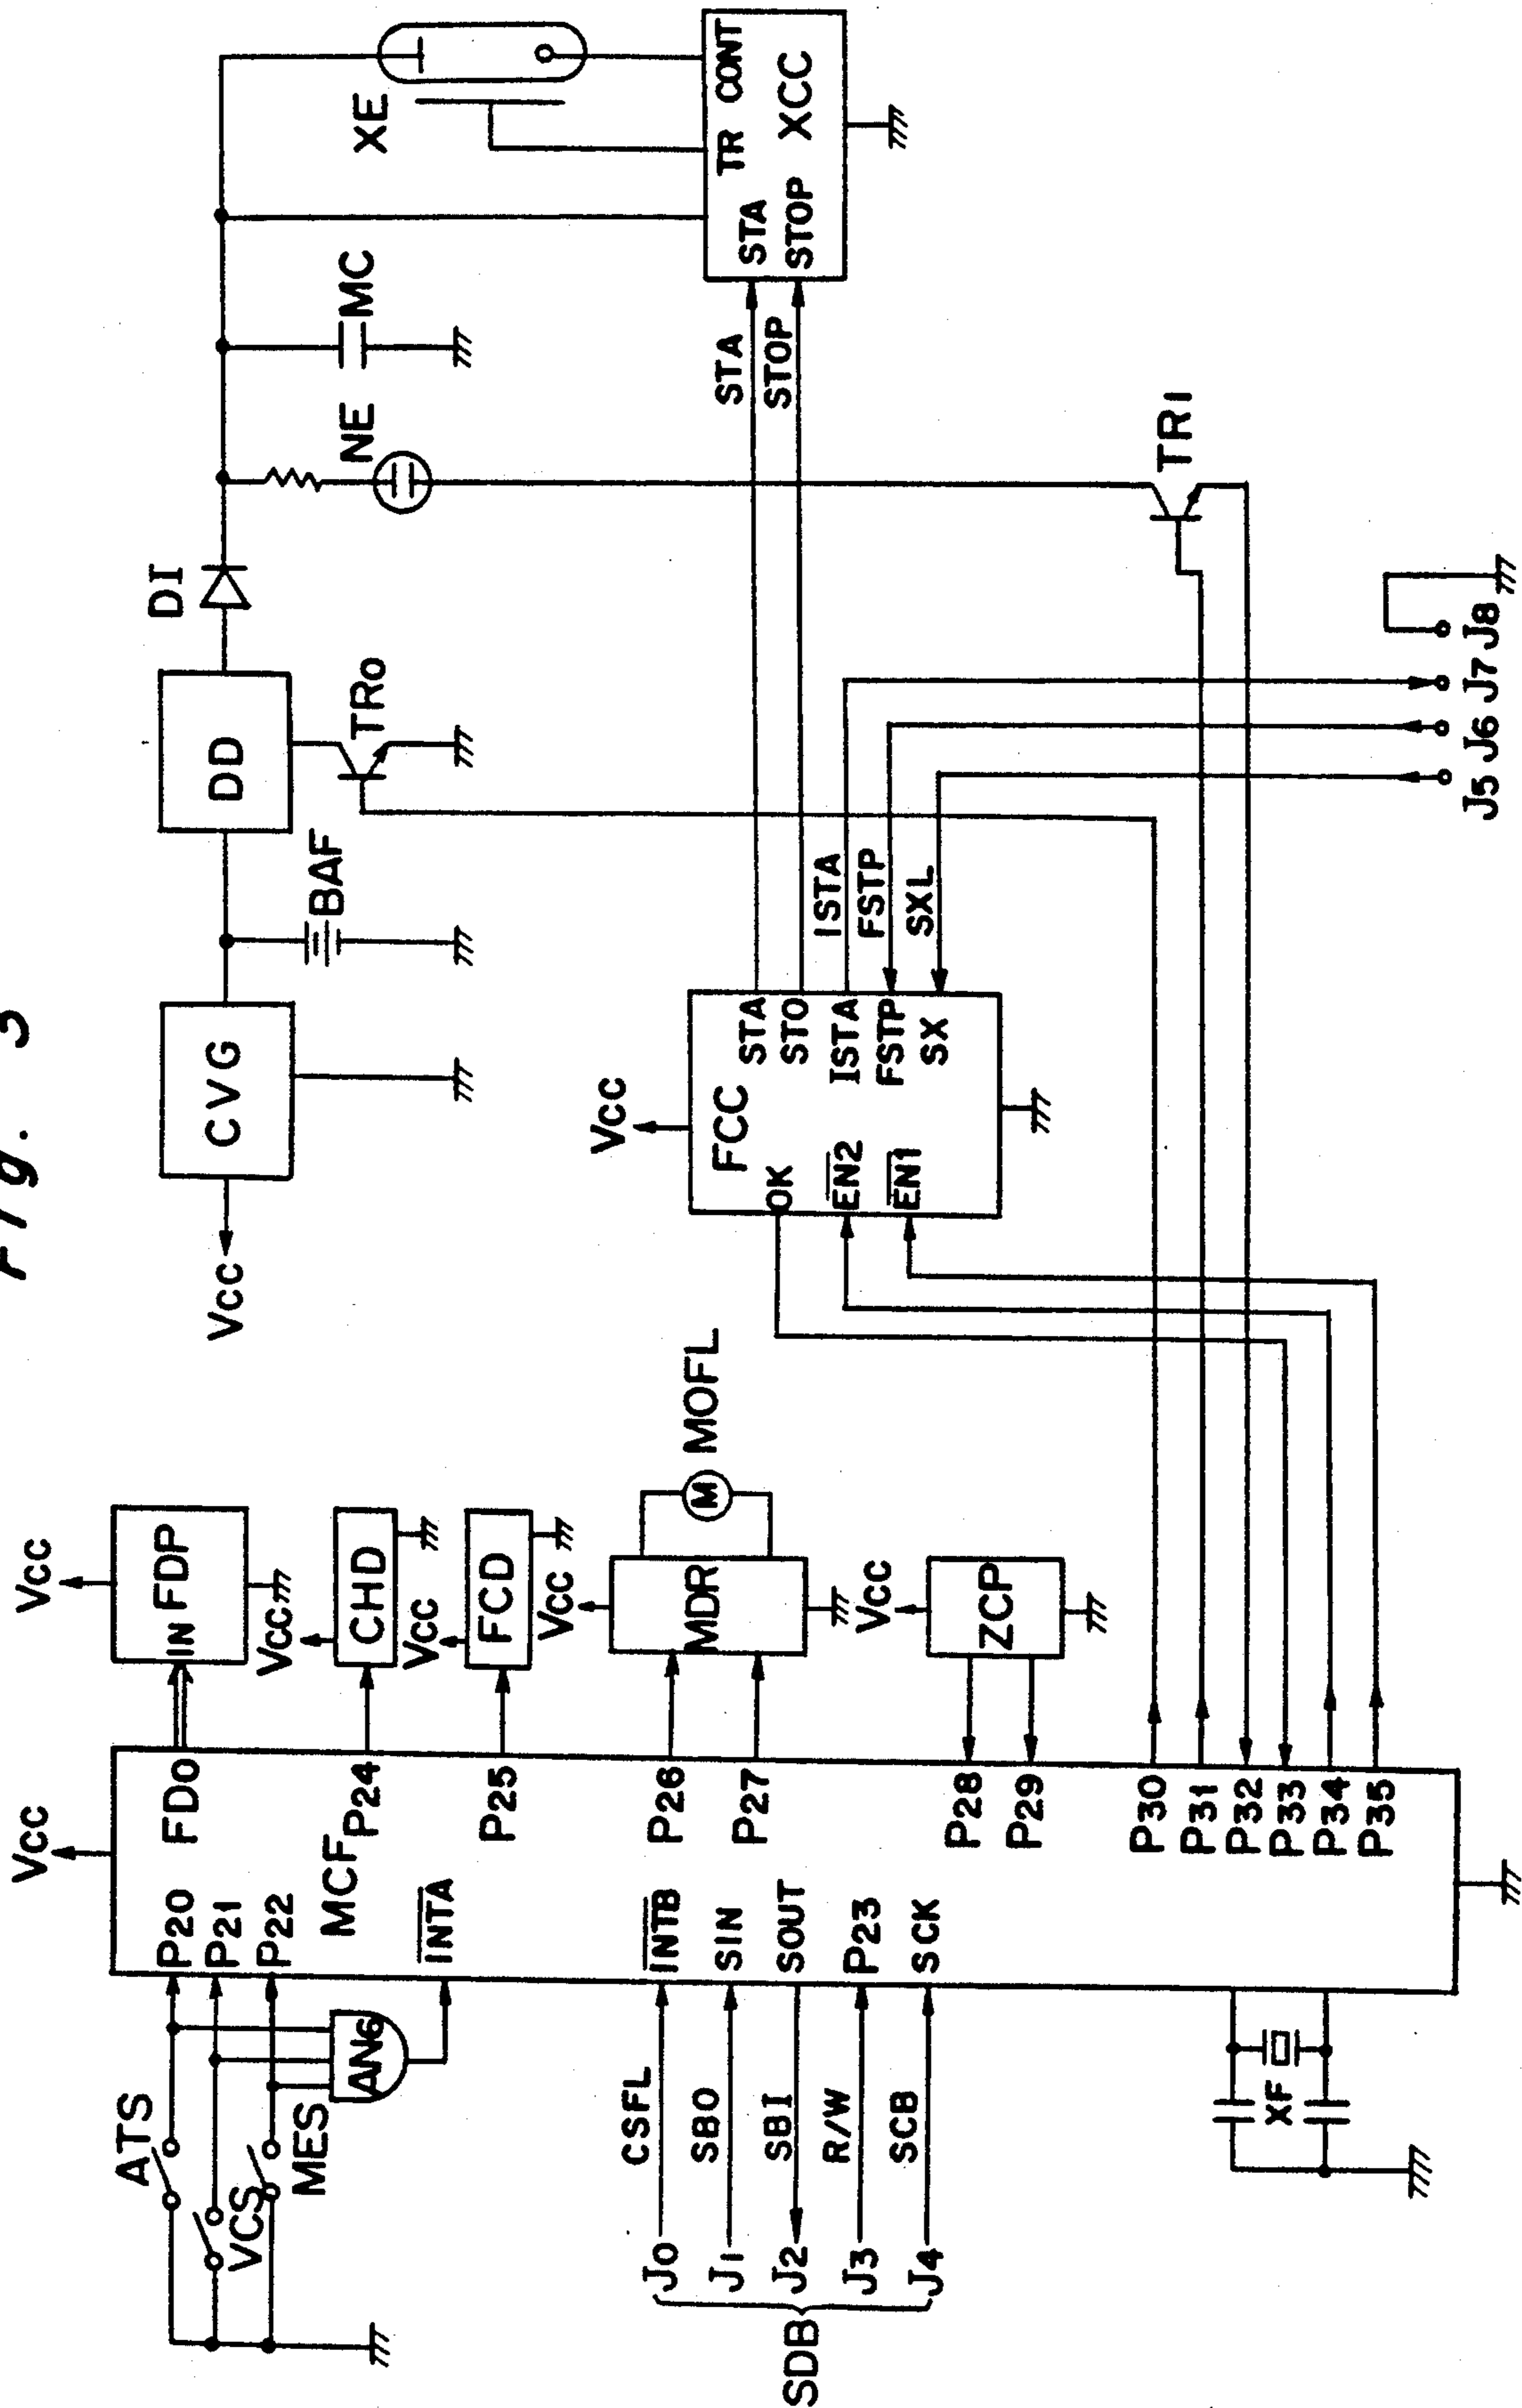 Fig. 3
Vcc
CVG
BAF
DD
TR0
DI
NE
MC
XE
STA
TR
CONT
STOP
XCC
STA
STOP
Vcc
FCC
OK
EN2
EN1
STA
STO
ISTA
FSTP
SX
ISTA
FSTP
SXL
TR1
J5
J6
J7
J8
Vcc
FDP
IN
Vcc
CHD
Vcc
FCD
Vcc
MDR
M
MOFL
Vcc
ZCP
Vcc
MCF
P20
P21
P22
INTA
INTB
SIN
SOUT
P23
SCK
FD0
P24
P25
P26
P27
P28
P29
P30
P31
P32
P33
P34
P35
ATS
VCS
MES
AN6
CSFL
SBO
SBI
R/W
SCB
J0
J1
J2
J3
J4
SDB
XF